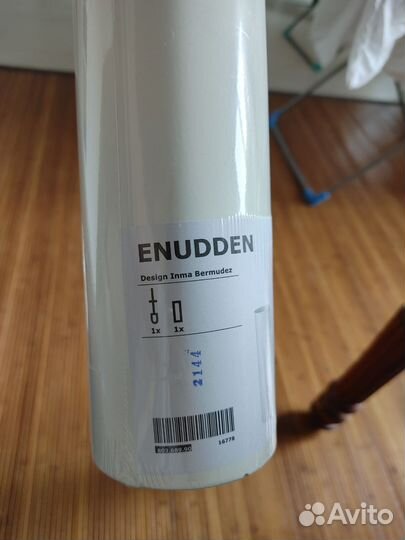 ENUDDEN
Design Inma Bermudez
1x 1x
2144
16778
Avito